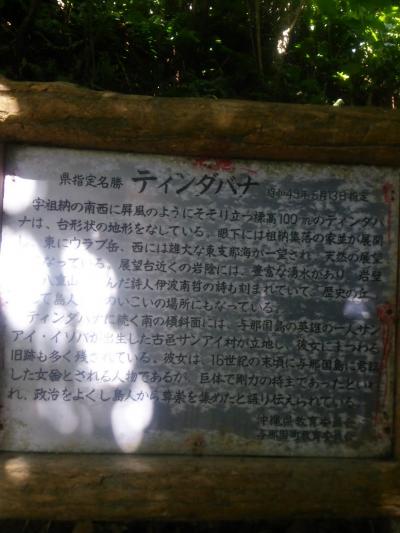 県指定名勝 ティンダバナ 昭和43年6月13日指定
字祖納の南西に屏風のようにそそり立つ標高100mのティンダバ
ナは、台形状の地形をなしている。眼下には祖納集落の家並が展開
し、東にウラブ岳、西には雄大な東支那海が一望され、天然の展望
なっている。展望台近くの岩陰には、豊富な清水があり、岩壁
八重山 んだ詩人伊波南哲の詩も刻まれていて、歴史の丘
して島人 のいこいの場所にもなっている。
ティンダバナに続く南の傾斜面には、与那国島の英雄の一人サン
アイ・イソバが出生した古邑サンアイ村が立地し、彼女にまつわる
旧跡も多く残されている。彼女は、16世紀の末頃に与那国島に君臨
した女酋とされる人物であるが、巨体で剛力の持主であったといわ
れ、政治をよくし島人から尊崇を集めたと語り伝えられている。
沖縄県教育委員会
与那国町教育委員会